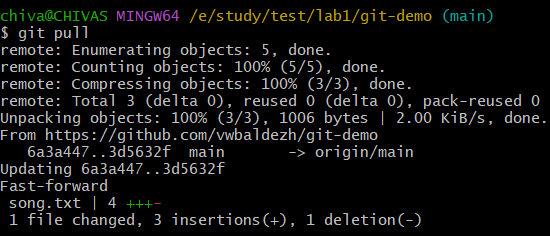 chiva@CHIVAS MINGW64 /e/study/test/lab1/git-demo (main)
$ git pull
remote: Enumerating objects: 5, done.
remote: Counting objects: 100% (5/5), done.
remote: Compressing objects: 100% (3/3), done.
remote: Total 3 (delta 0), reused 0 (delta 0), pack-reused 0
Unpacking objects: 100% (3/3), 1006 bytes | 2.00 KiB/s, done.
From https://github.com/vwbaldezh/git-demo
   6a3a447..3d5632f  main       -> origin/main
Updating 6a3a447..3d5632f
Fast-forward
 song.txt | 4 +++-
 1 file changed, 3 insertions(+), 1 deletion(-)